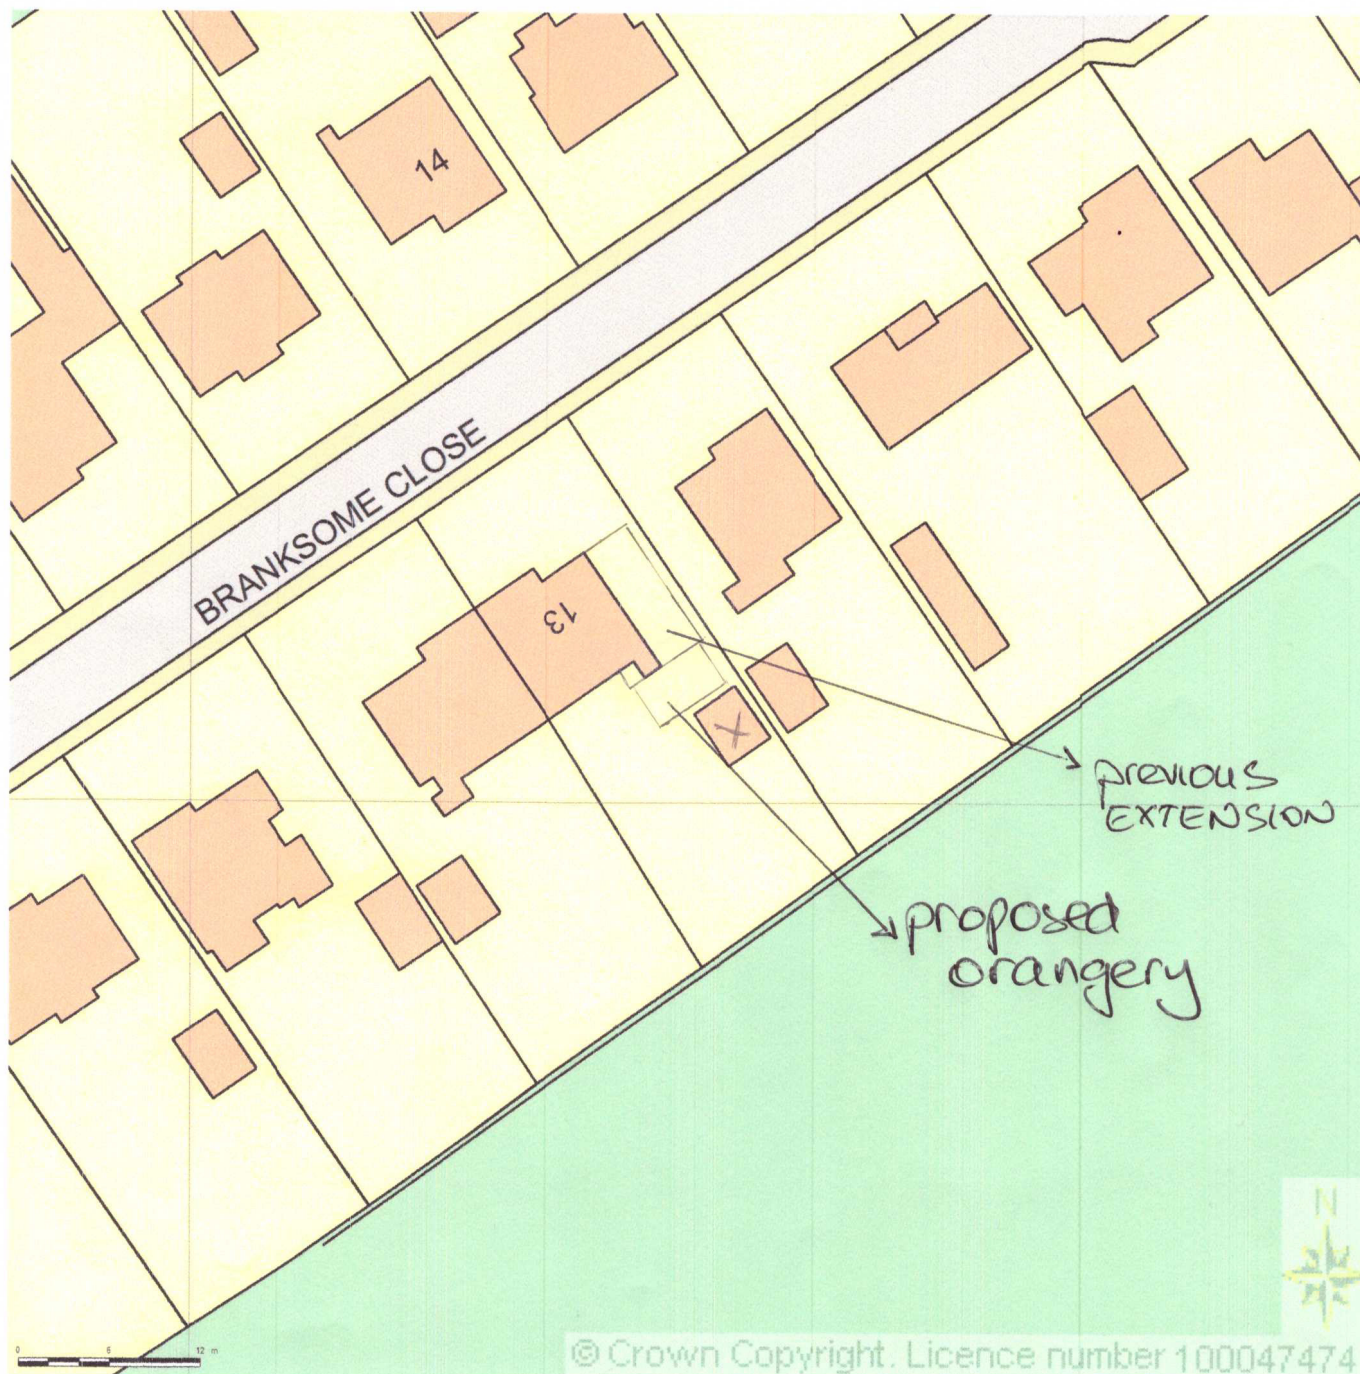 14
BRANKSOME CLOSE
13
X
previous
EXTENSION
proposed
orangery
N
0 6 12 m
© Crown Copyright. Licence number 100047474